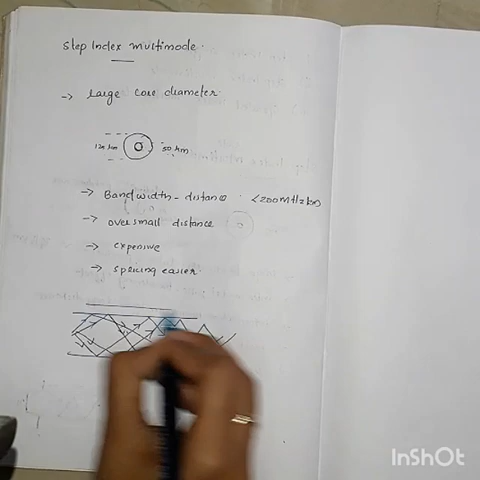 Step Index multimode.
→ Large Core diameter.
120 μm 50 μm
→ Bandwidth-distance <200MHz km
→ over small distance
→ expensive
→ splicing easier.
InShOt